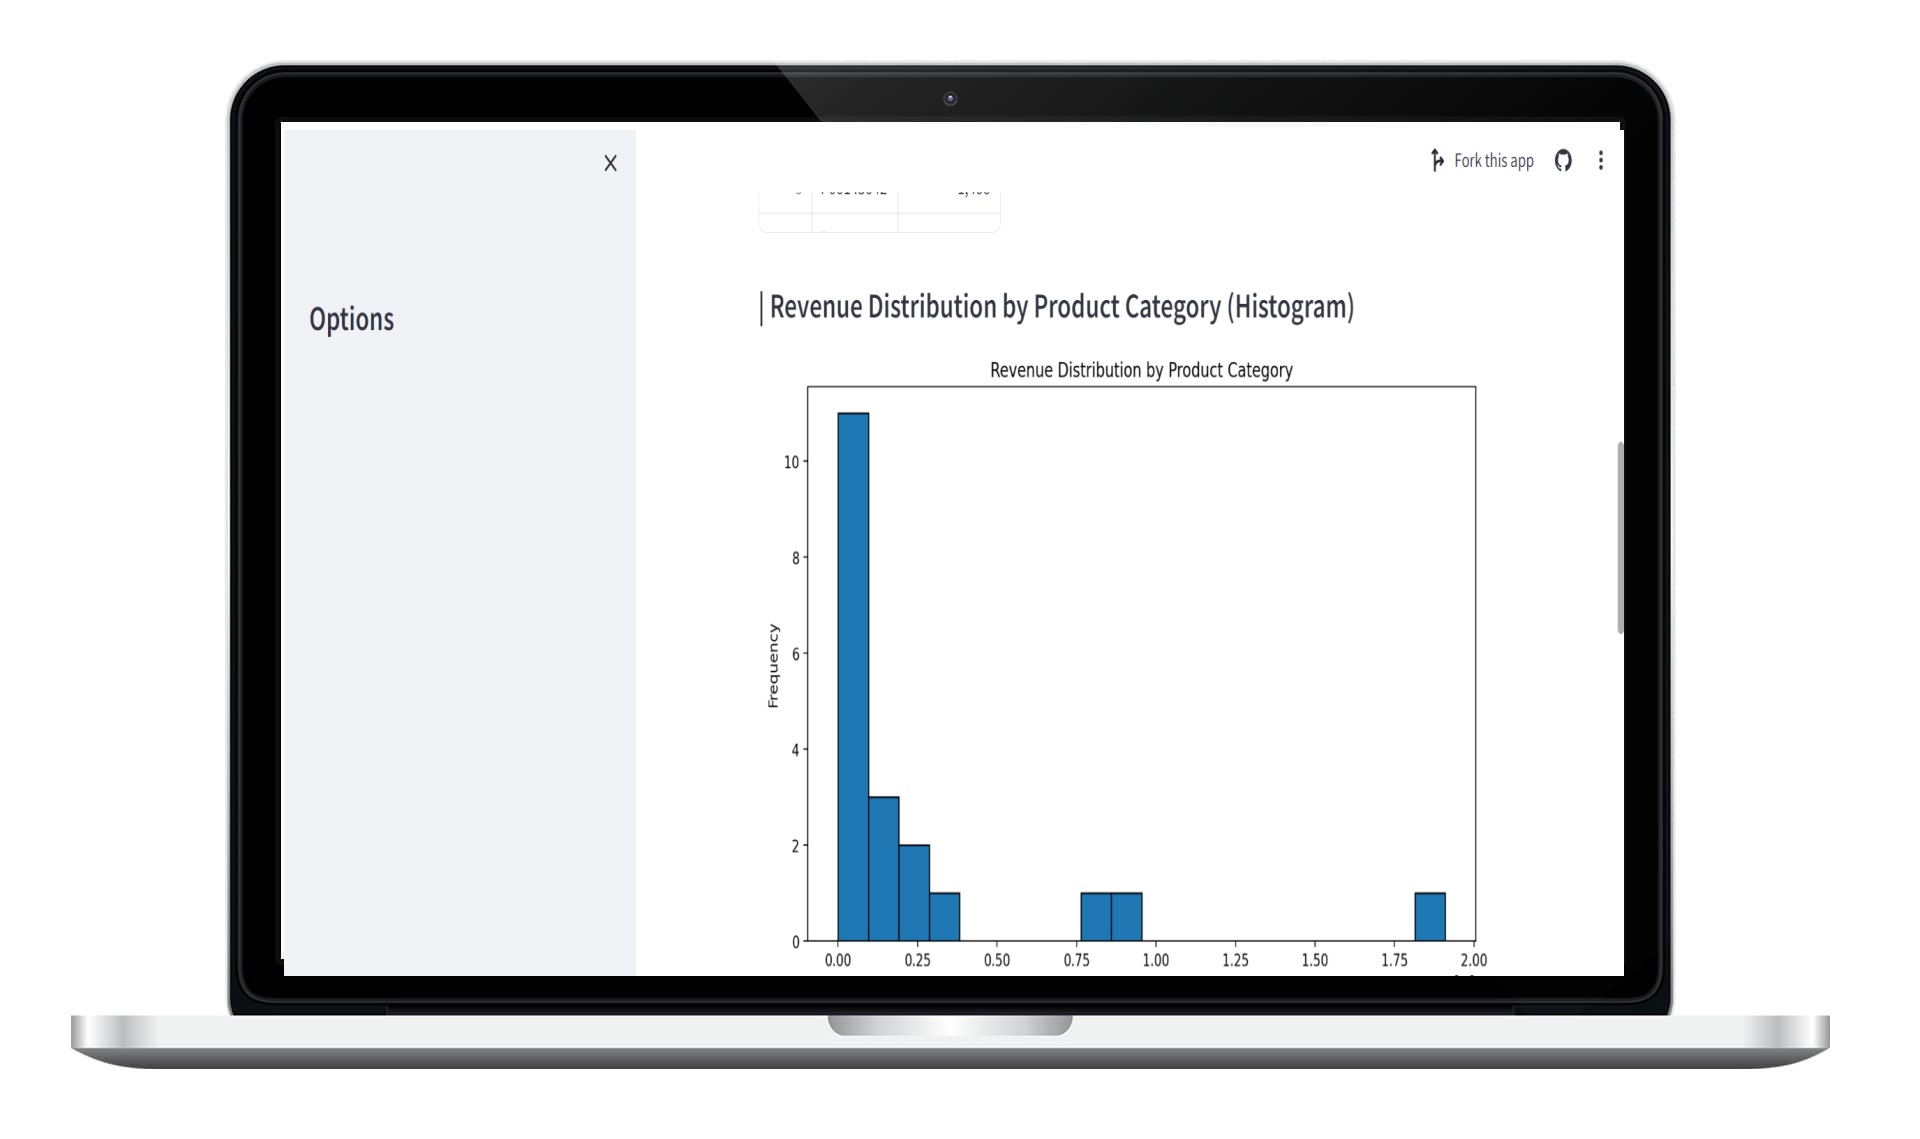 X
Fork this app
Options
Revenue Distribution by Product Category (Histogram)
Revenue Distribution by Product Category
10
8
6
4
2
0
Frequency
0.00 0.25 0.50 0.75 1.00 1.25 1.50 1.75 2.00